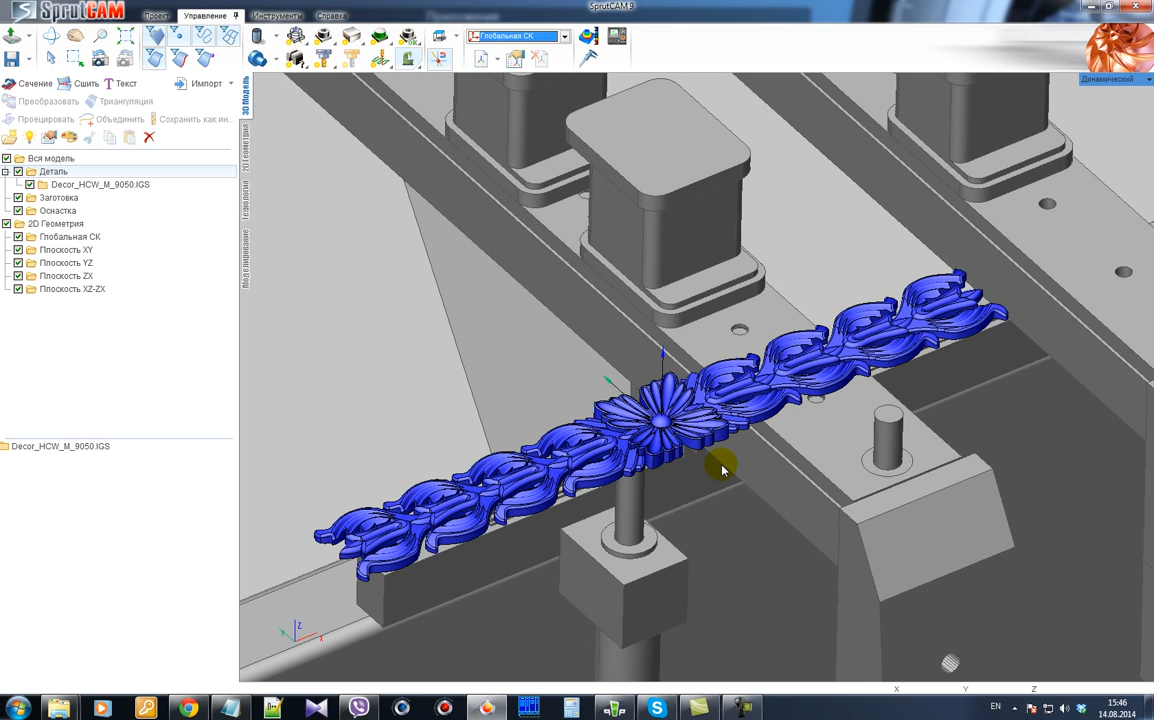 SprutCAM 9
SprutCAM
Проект
Управление
Инструменты
Справка
Глобальная СК
OK
Динамический
Сечение
Сшить
Текст
Импорт
Преобразовать
Триангуляция
Проецировать
Объединить
Сохранить как ин...
3D Модель
2D Геометрия
Технология
Моделирование
Вся модель
Деталь
Decor_HCW_M_9050.IGS
Заготовка
Оснастка
2D Геометрия
Глобальная СК
Плоскость XY
Плоскость YZ
Плоскость ZX
Плоскость XZ-ZX
Decor_HCW_M_9050.IGS
Z
Y
X
X Y Z
EN
15:46
14.08.2014